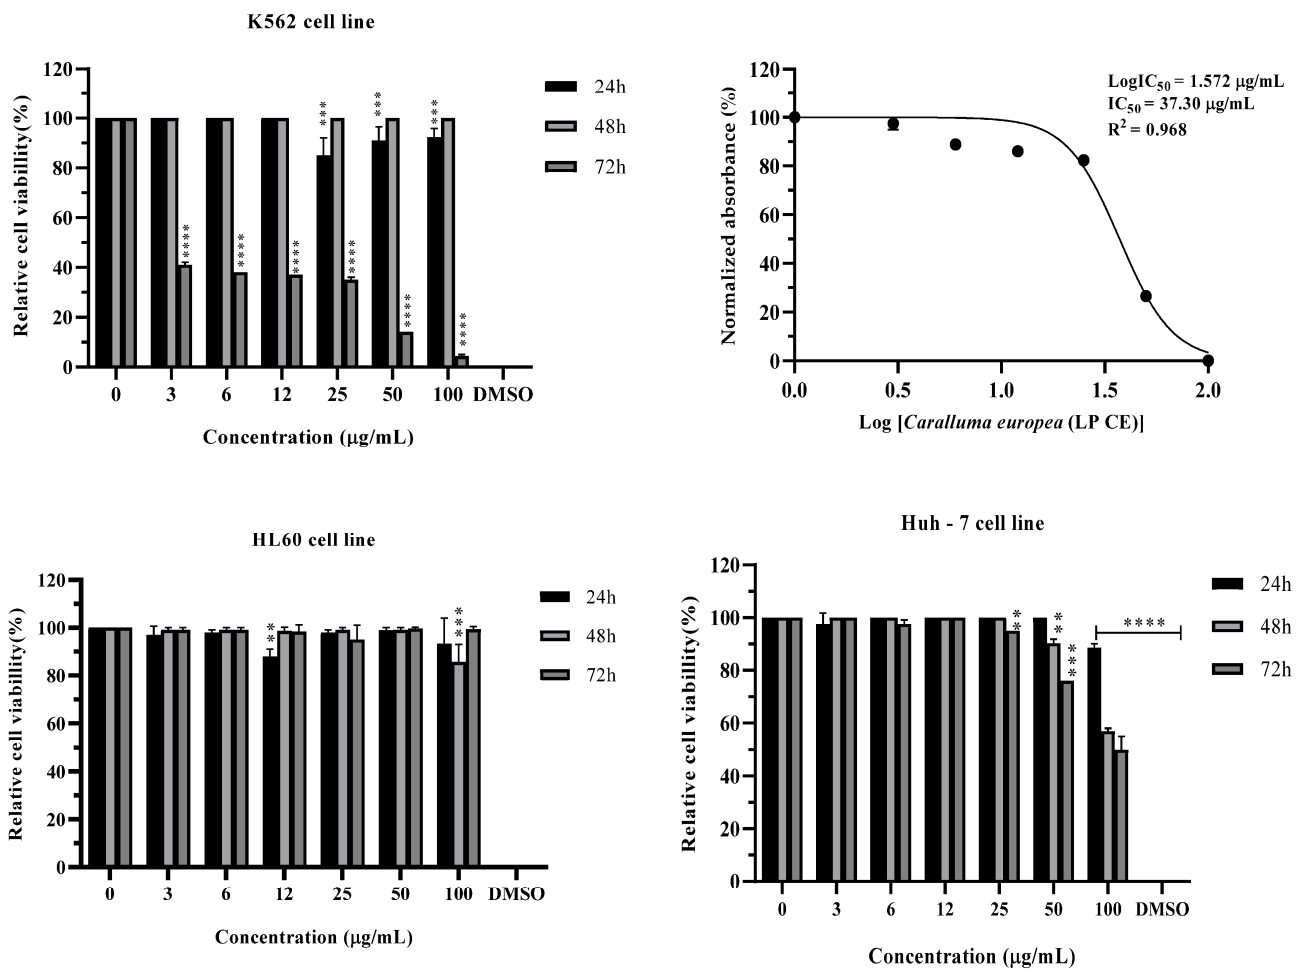 K562 cell line
Relative cell viabillity(%)
120
100
80
60
40
20
0
***
***
***
****
****
****
****
****
****
24h
48h
72h
0 3 6 12 25 50 100 DMSO
Concentration (µg/mL)
Normalized absorbance (%)
120
100
80
60
40
20
0
LogIC50 = 1.572 µg/mL
IC50 = 37.30 µg/mL
R2 = 0.968
0.0 0.5 1.0 1.5 2.0
Log [Caralluma europea (LP CE)]
HL60 cell line
Relative cell viabillity(%)
120
100
80
60
40
20
0
**
***
24h
48h
72h
0 3 6 12 25 50 100 DMSO
Concentration (µg/mL)
Huh - 7 cell line
Relative cell viabillity(%)
120
100
80
60
40
20
0
**
**
***
****
24h
48h
72h
0 3 6 12 25 50 100 DMSO
Concentration (µg/mL)